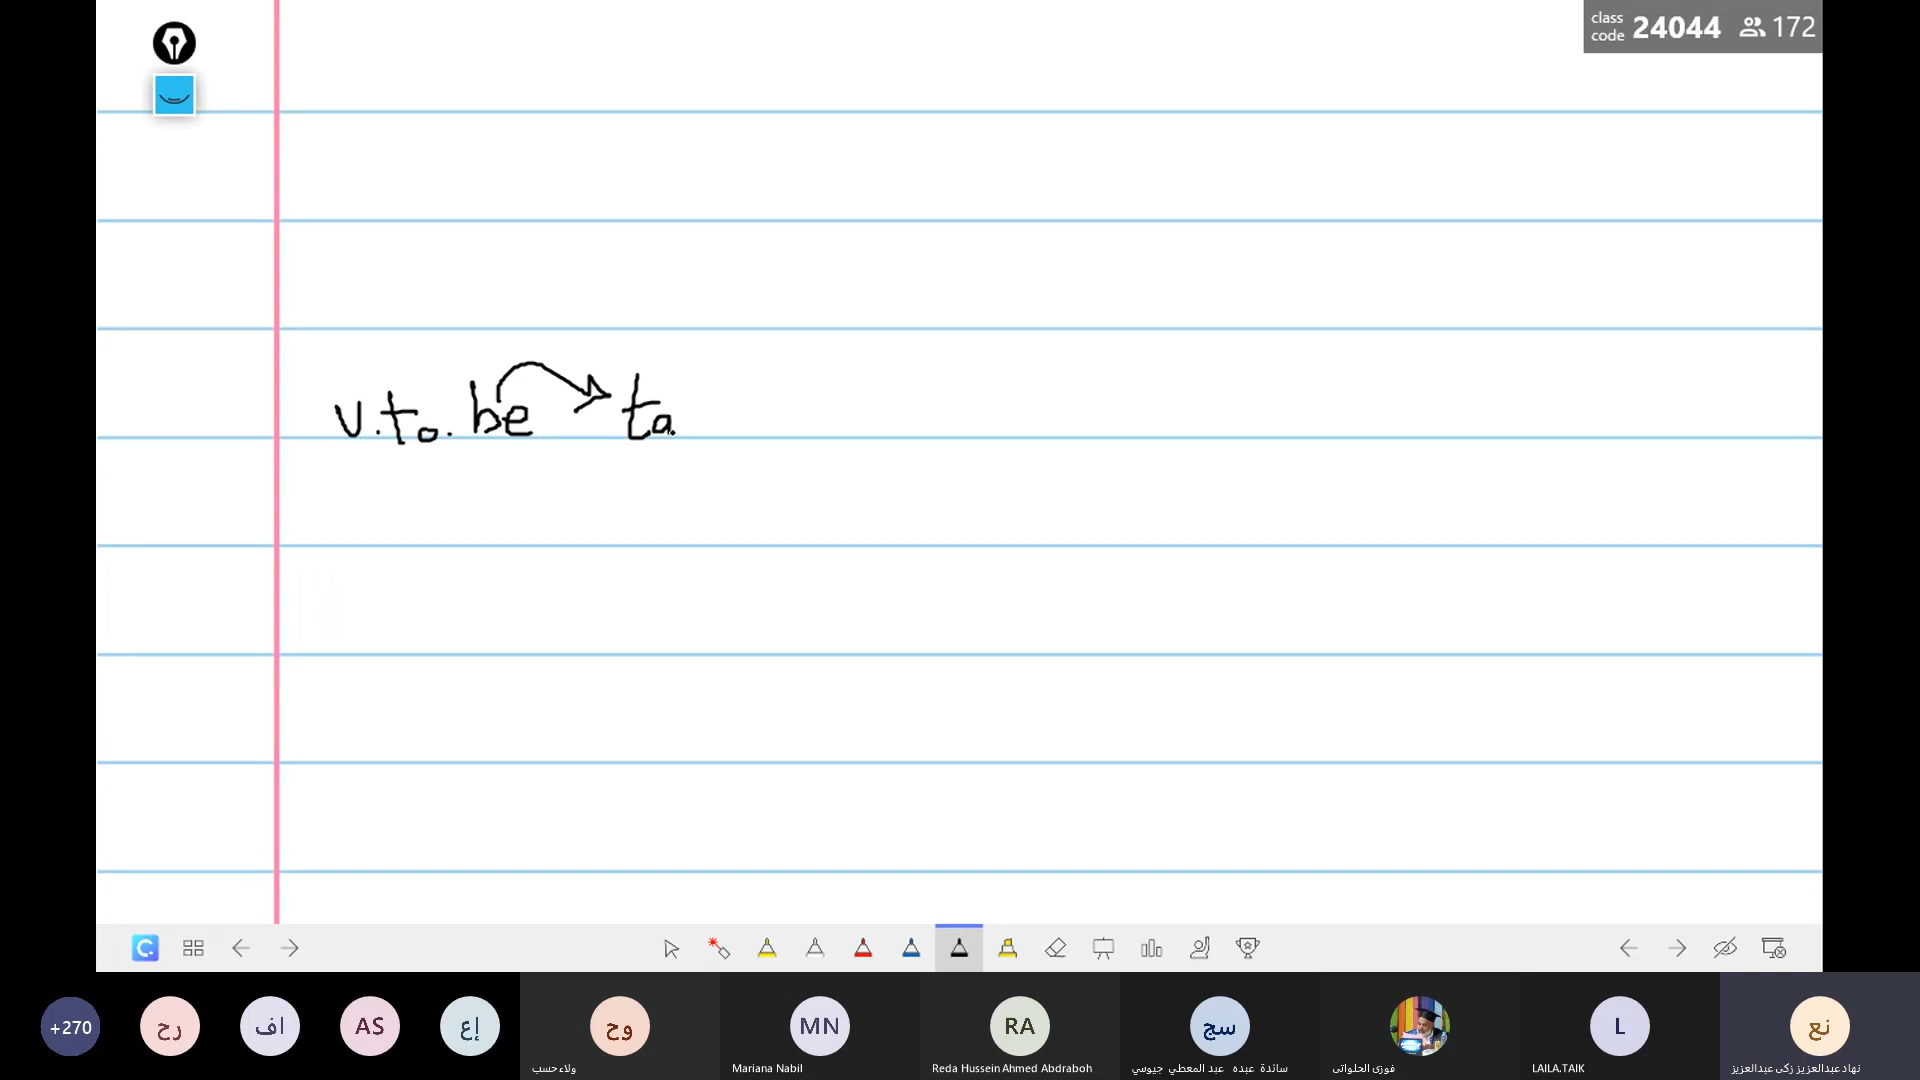 class code 24044 172
v.to.be ta
+270 رح اف AS إع وح MN RA سج L نع
ولاء حسب Mariana Nabil Reda Hussein Ahmed Abdraboh سائدة عبده عبد المعطي جيوسي فوزى الحلواتى LAILA.TAIK نهاد عبدالعزيز زكى عبدالعزيز